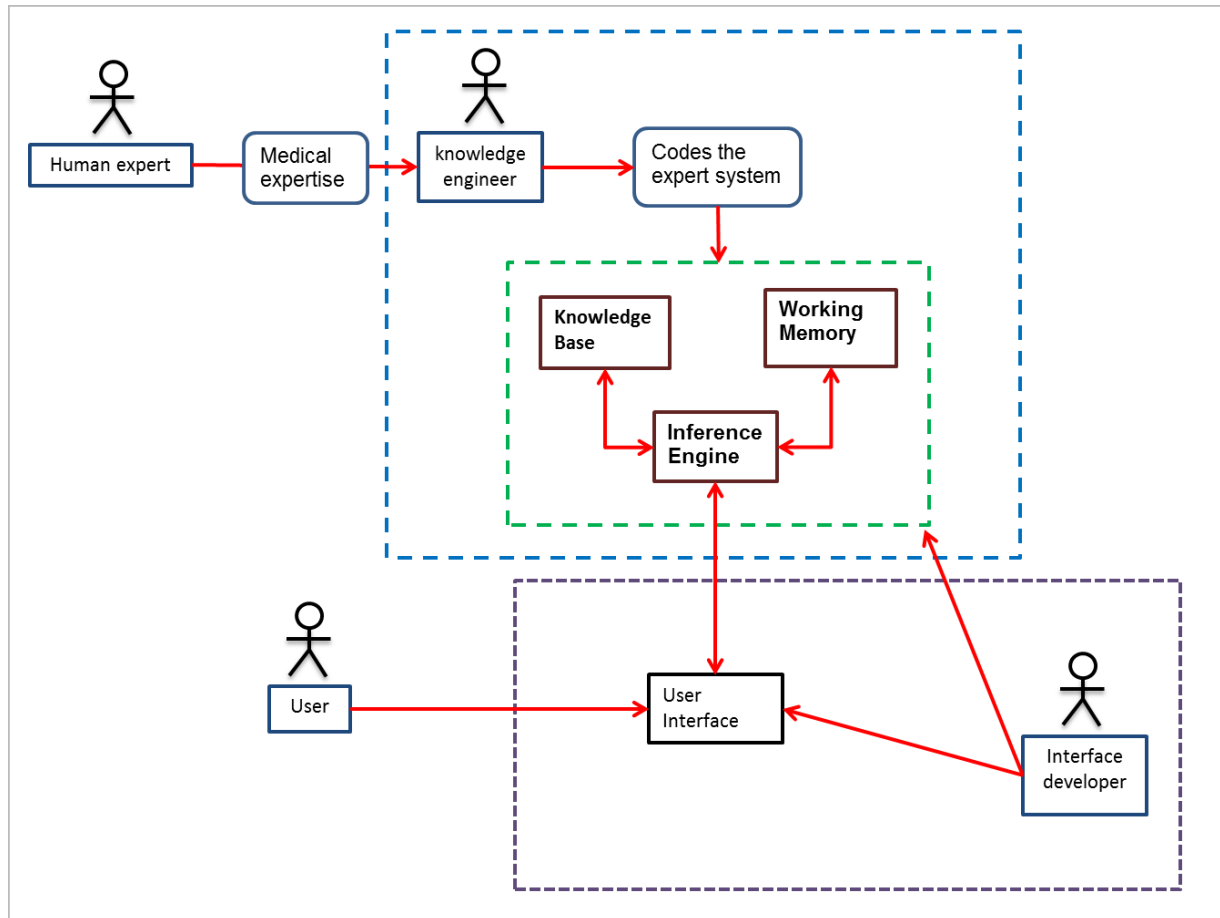 Human expert
Medical
expertise
knowledge
engineer
Codes the
expert system
Knowledge
Base
Working
Memory
Inference
Engine
User
User
Interface
Interface
developer